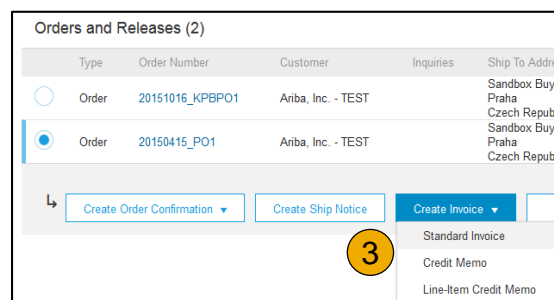 Orders and Releases (2)
Type Order Number Customer Inquiries Ship To Addre
Sandbox Buy
Order 20151016_KPBPO1 Ariba, Inc. - TEST Praha
Czech Repub
Sandbox Buy
Order 20150415_PO1 Ariba, Inc. - TEST Praha
Czech Repub
Create Order Confirmation Create Ship Notice Create Invoice
3
Standard Invoice
Credit Memo
Line-Item Credit Memo